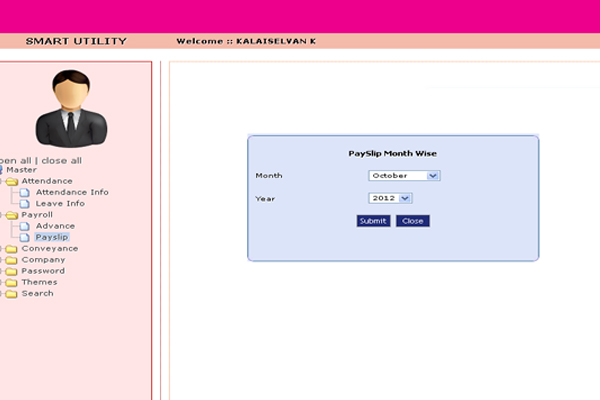 SMART UTILITY
Welcome :: KALAISELVAN K
pen all | close all
Master
Attendance
Attendance Info
Leave Info
Payroll
Advance
Payslip
Conveyance
Company
Password
Themes
Search
PaySlip Month Wise
Month October
Year 2012
Submit Close